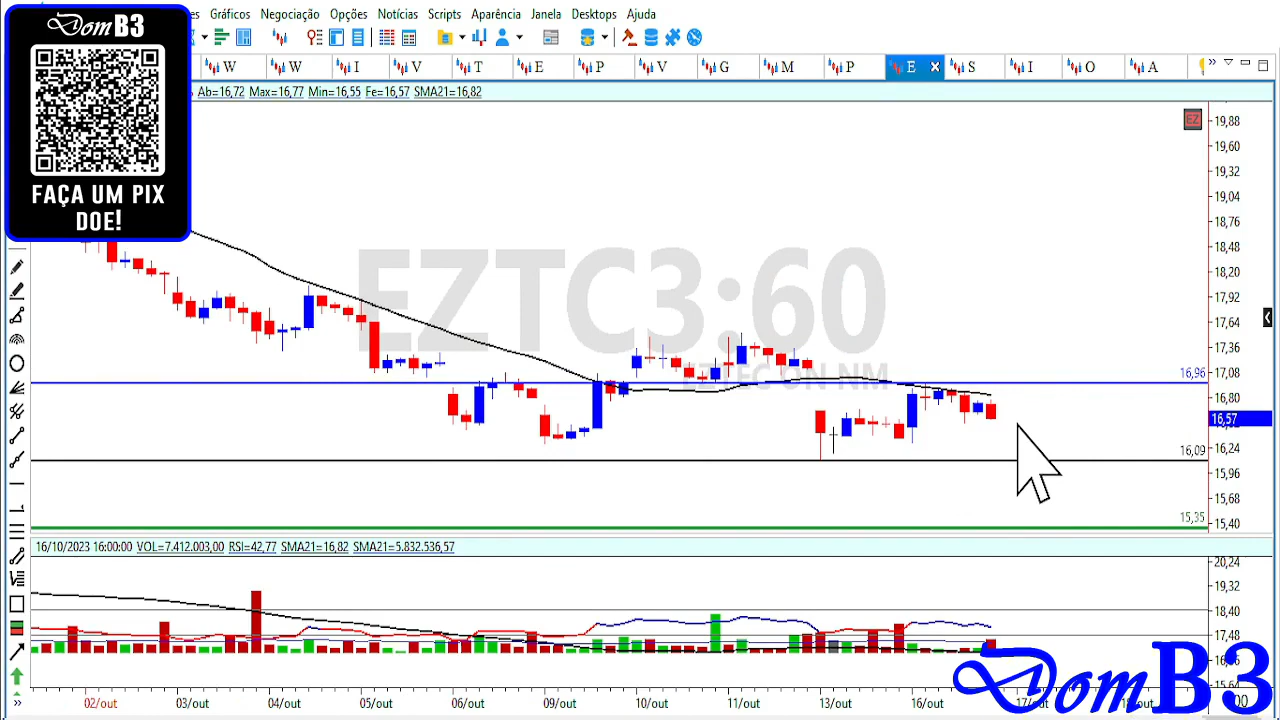 DomB3
FAÇA UM PIX
DOE!
Gráficos Negociação Opções Notícias Scripts Aparência Janela Desktops Ajuda
W W I V T E P V G M P E S I O A
Ab=16,72 Max=16,77 Min=16,55 Fe=16,57 SMA21=16,82
EZ
EZTC3:60
EZTEC ON NM
19,88
19,60
19,32
19,04
18,76
18,48
18,20
17,92
17,64
17,36
16,96 17,08
16,80
16,57
16,09 16,24
15,96
15,68
15,35 15,40
16/10/2023 16:00:00 VOL=7.412.003,00 RSI=42,77 SMA21=16,82 SMA21=5.832.536,57
20,24
19,32
18,40
17,48
02/out 03/out 04/out 05/out 06/out 09/out 10/out 11/out 13/out 16/out
DomB3